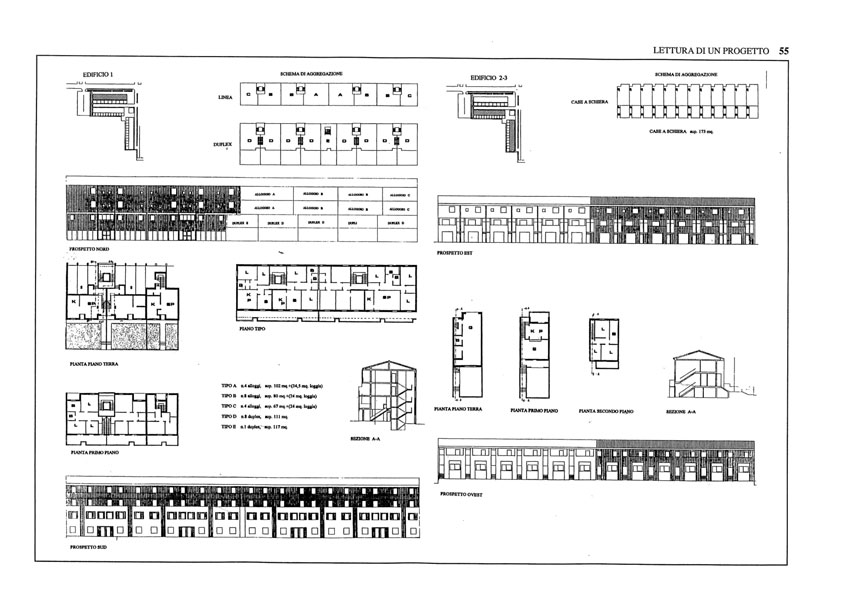 LETTURA DI UN PROGETTO 55
EDIFICIO 1
SCHEMA DI AGGREGAZIONE
LINEA
C B B A A B B C
DUPLEX
D D D D E D D D D
ALLOGGIO A ALLOGGIO B ALLOGGIO B ALLOGGIO C
ALLOGGIO A ALLOGGIO B ALLOGGIO B ALLOGGIO C
DUPLEX E DUPLEX D DUPLEX D DUPLEX D
PROSPETTO NORD
K SP K SP
PIANTA PIANO TERRA
PIANO TIPO
PIANTA PRIMO PIANO
TIPO A n.4 alloggi, sup. 102 mq +(34,5 mq. loggia)
TIPO B n.8 alloggi, sup. 80 mq +(34 mq. loggia)
TIPO C n.4 alloggi, sup. 67 mq +(24 mq. loggia)
TIPO D n.8 duplex, sup. 111 mq.
TIPO E n.1 duplex, sup. 117 mq.
SEZIONE A-A
PROSPETTO SUD
EDIFICIO 2-3
SCHEMA DI AGGREGAZIONE
CASE A SCHIERA
CASE A SCHIERA sup. 175 mq.
PROSPETTO EST
PIANTA PIANO TERRA
PIANTA PRIMO PIANO
PIANTA SECONDO PIANO
SEZIONE A-A
PROSPETTO OVEST